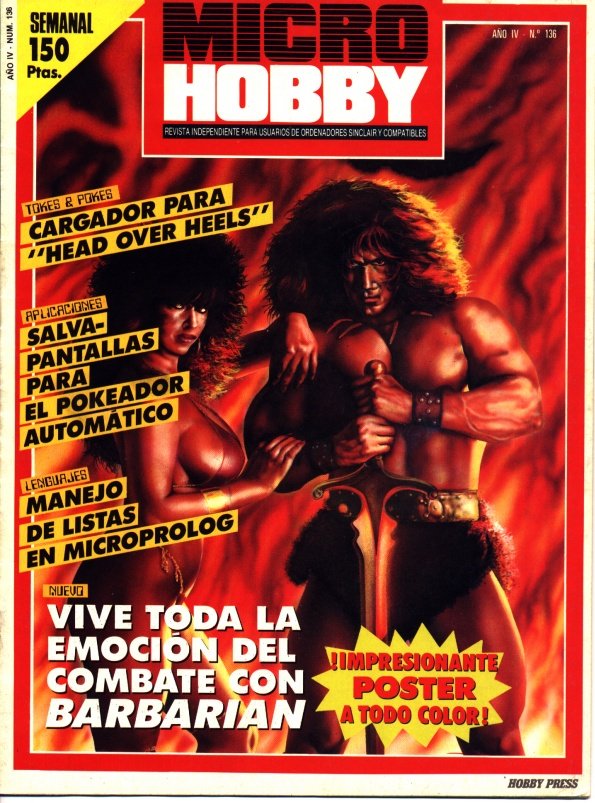 AÑO IV - NUM. 136
SEMANAL
150
Ptas.
MICRO
HOBBY
AÑO IV - N.º 136
REVISTA INDEPENDIENTE PARA USUARIOS DE ORDENADORES SINCLAIR Y COMPATIBLES
TOKES & POKES
CARGADOR PARA
"HEAD OVER HEELS"
APLICACIONES
SALVA-
PANTALLAS
PARA
EL POKEADOR
AUTOMÁTICO
LENGUAJES
MANEJO
DE LISTAS
EN MICROPROLOG
NUEVO
VIVE TODA LA
EMOCIÓN DEL
COMBATE CON
BARBARIAN
!IMPRESIONANTE
POSTER
A TODO COLOR!
HOBBY PRESS